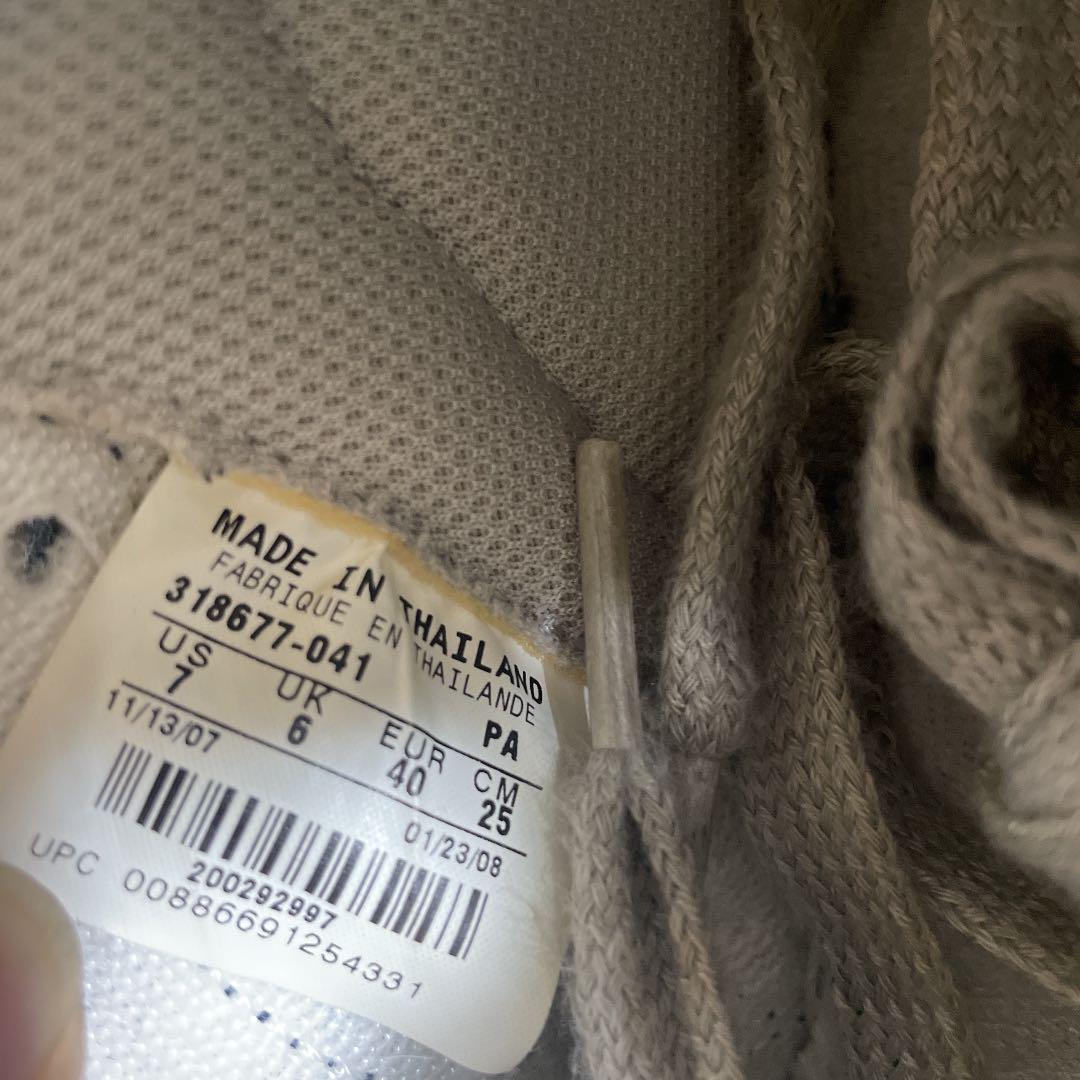 MADE IN THAILAND
FABRIQUE EN THAILANDE
318677-041 PA
US UK EUR CM
7 6 40 25
11/13/07 01/23/08
200292997
UPC 00886691254331